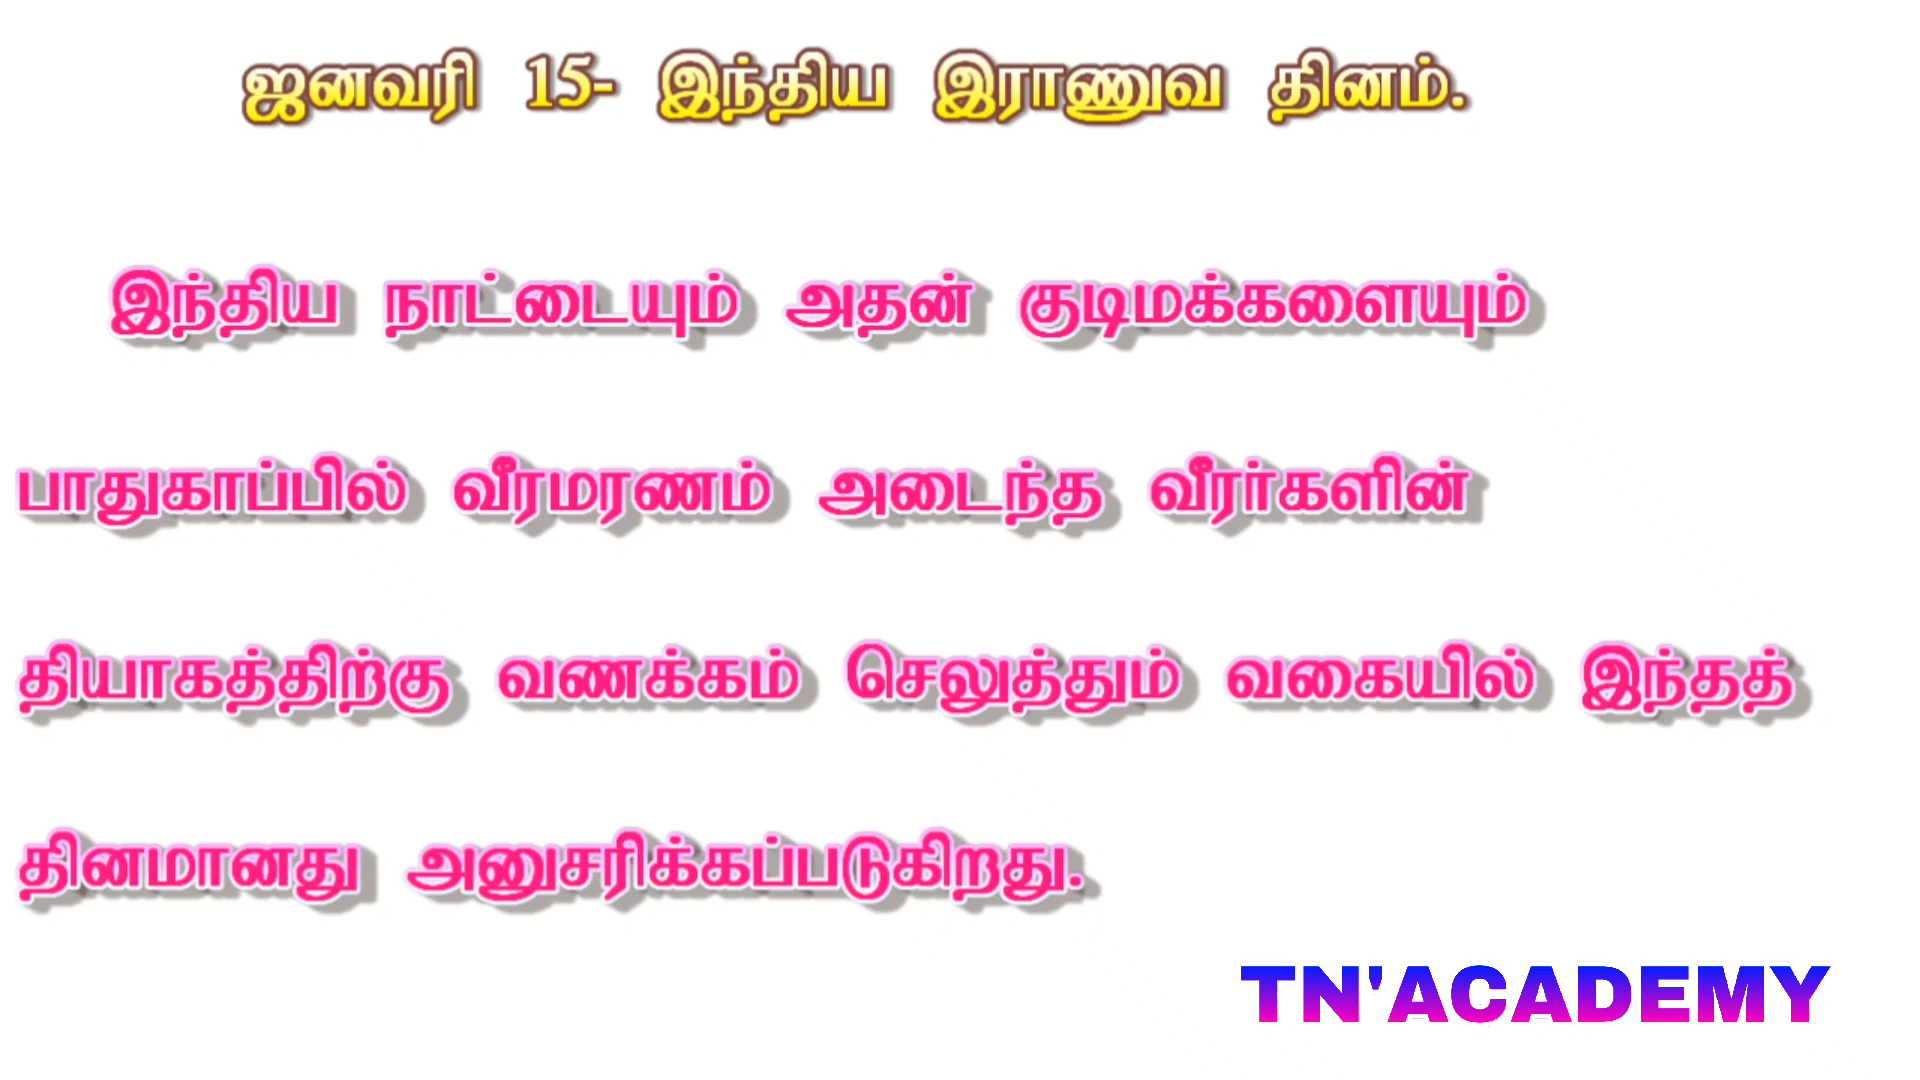 ஜனவரி 15- இந்திய இராணுவ தினம்.
இந்திய நாட்டையும் அதன் குடிமக்களையும்
பாதுகாப்பில் வீரமரணம் அடைந்த வீரர்களின்
தியாகத்திற்கு வணக்கம் செலுத்தும் வகையில் இந்தத்
தினமானது அனுசரிக்கப்படுகிறது.
TN'ACADEMY